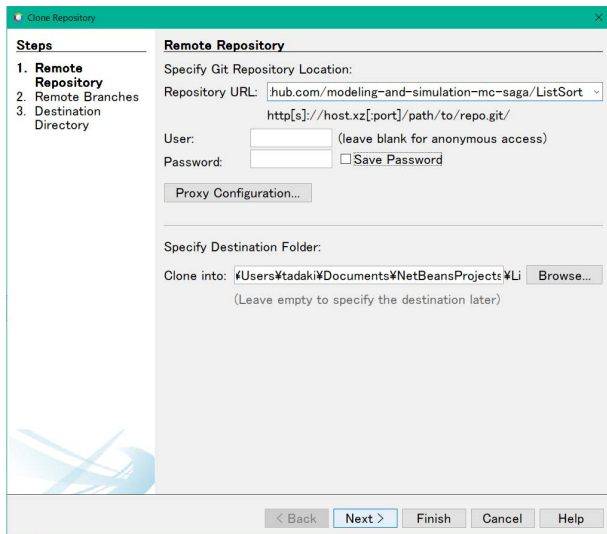 Clone Repository
Steps
1. Remote Repository
2. Remote Branches
3. Destination Directory
Remote Repository
Specify Git Repository Location:
Repository URL: :hub.com/modeling-and-simulation-mc-saga/ListSort
http[s]://host.xz[:port]/path/to/repo.git/
User: (leave blank for anonymous access)
Password: Save Password
Proxy Configuration...
Specify Destination Folder:
Clone into: ¥Users¥tadaki¥Documents¥NetBeansProjects¥Li Browse...
(Leave empty to specify the destination later)
< Back Next > Finish Cancel Help